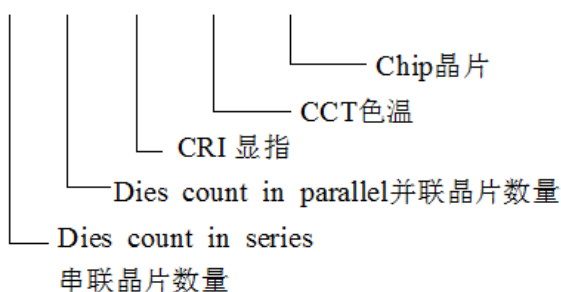 Chip晶片
CCT色温
CRI 显指
Dies count in parallel并联晶片数量
Dies count in series
串联晶片数量